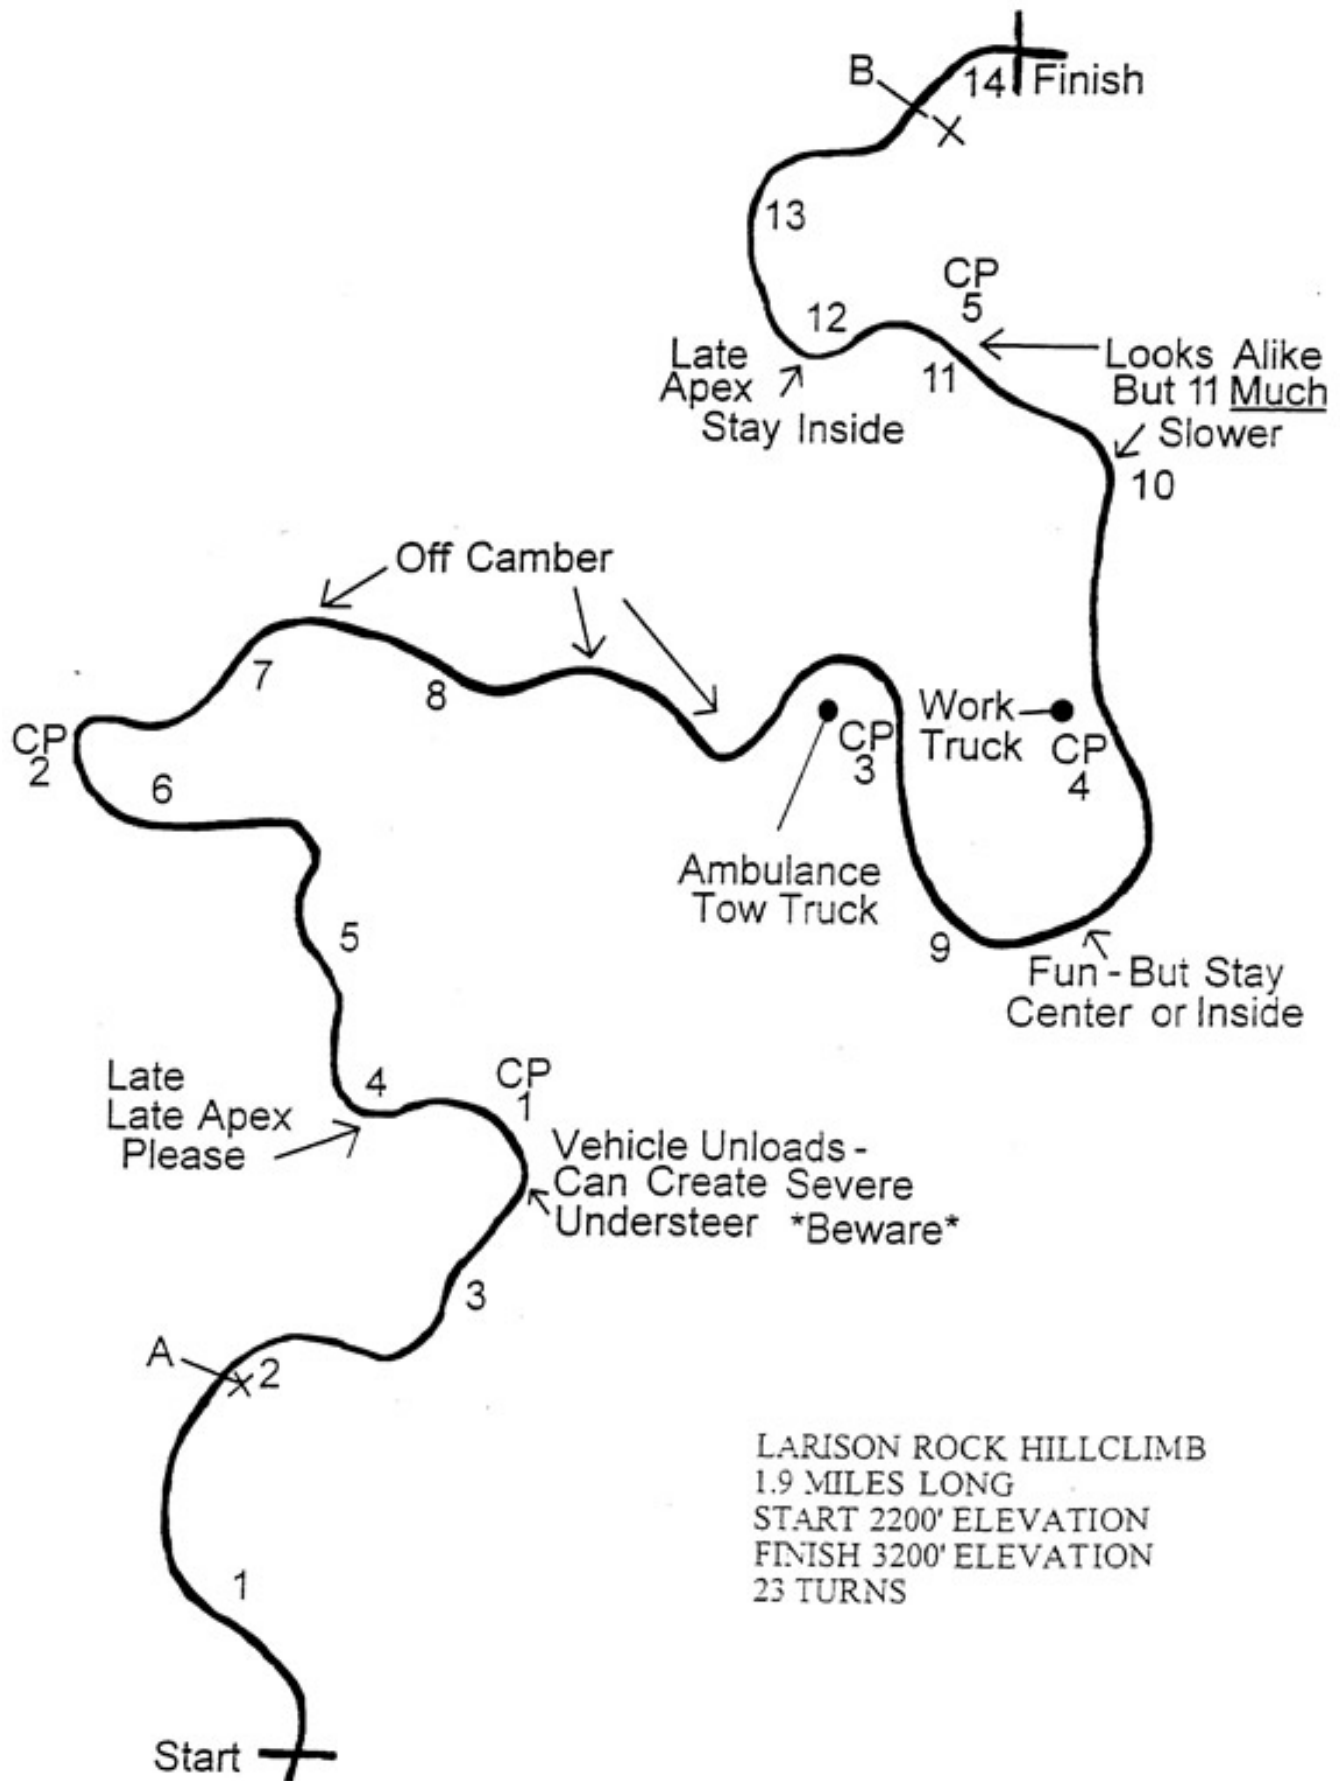 14
Finish
B
13
CP
5
12
11
Late
Apex
Stay Inside
Looks Alike
But 11 Much
Slower
10
Off Camber
7
8
CP
2
6
Work
Truck
CP
3
CP
4
Ambulance
Tow Truck
5
9
Fun - But Stay
Center or Inside
Late
Late Apex
Please
4
CP
1
Vehicle Unloads -
Can Create Severe
Understeer *Beware*
3
A
2
1
LARISON ROCK HILLCLIMB
1.9 MILES LONG
START 2200' ELEVATION
FINISH 3200' ELEVATION
23 TURNS
Start